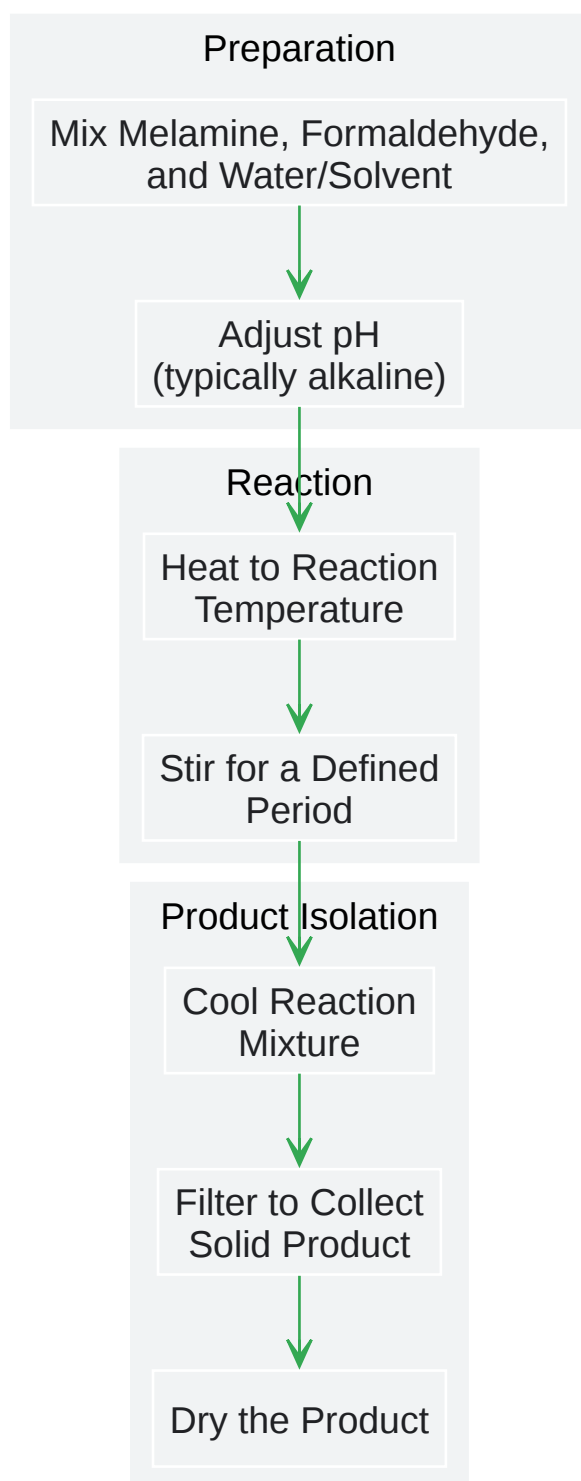 Preparation
Mix Melamine, Formaldehyde,
and Water/Solvent
Adjust pH
(typically alkaline)
Reaction
Heat to Reaction
Temperature
Stir for a Defined
Period
Product Isolation
Cool Reaction
Mixture
Filter to Collect
Solid Product
Dry the Product